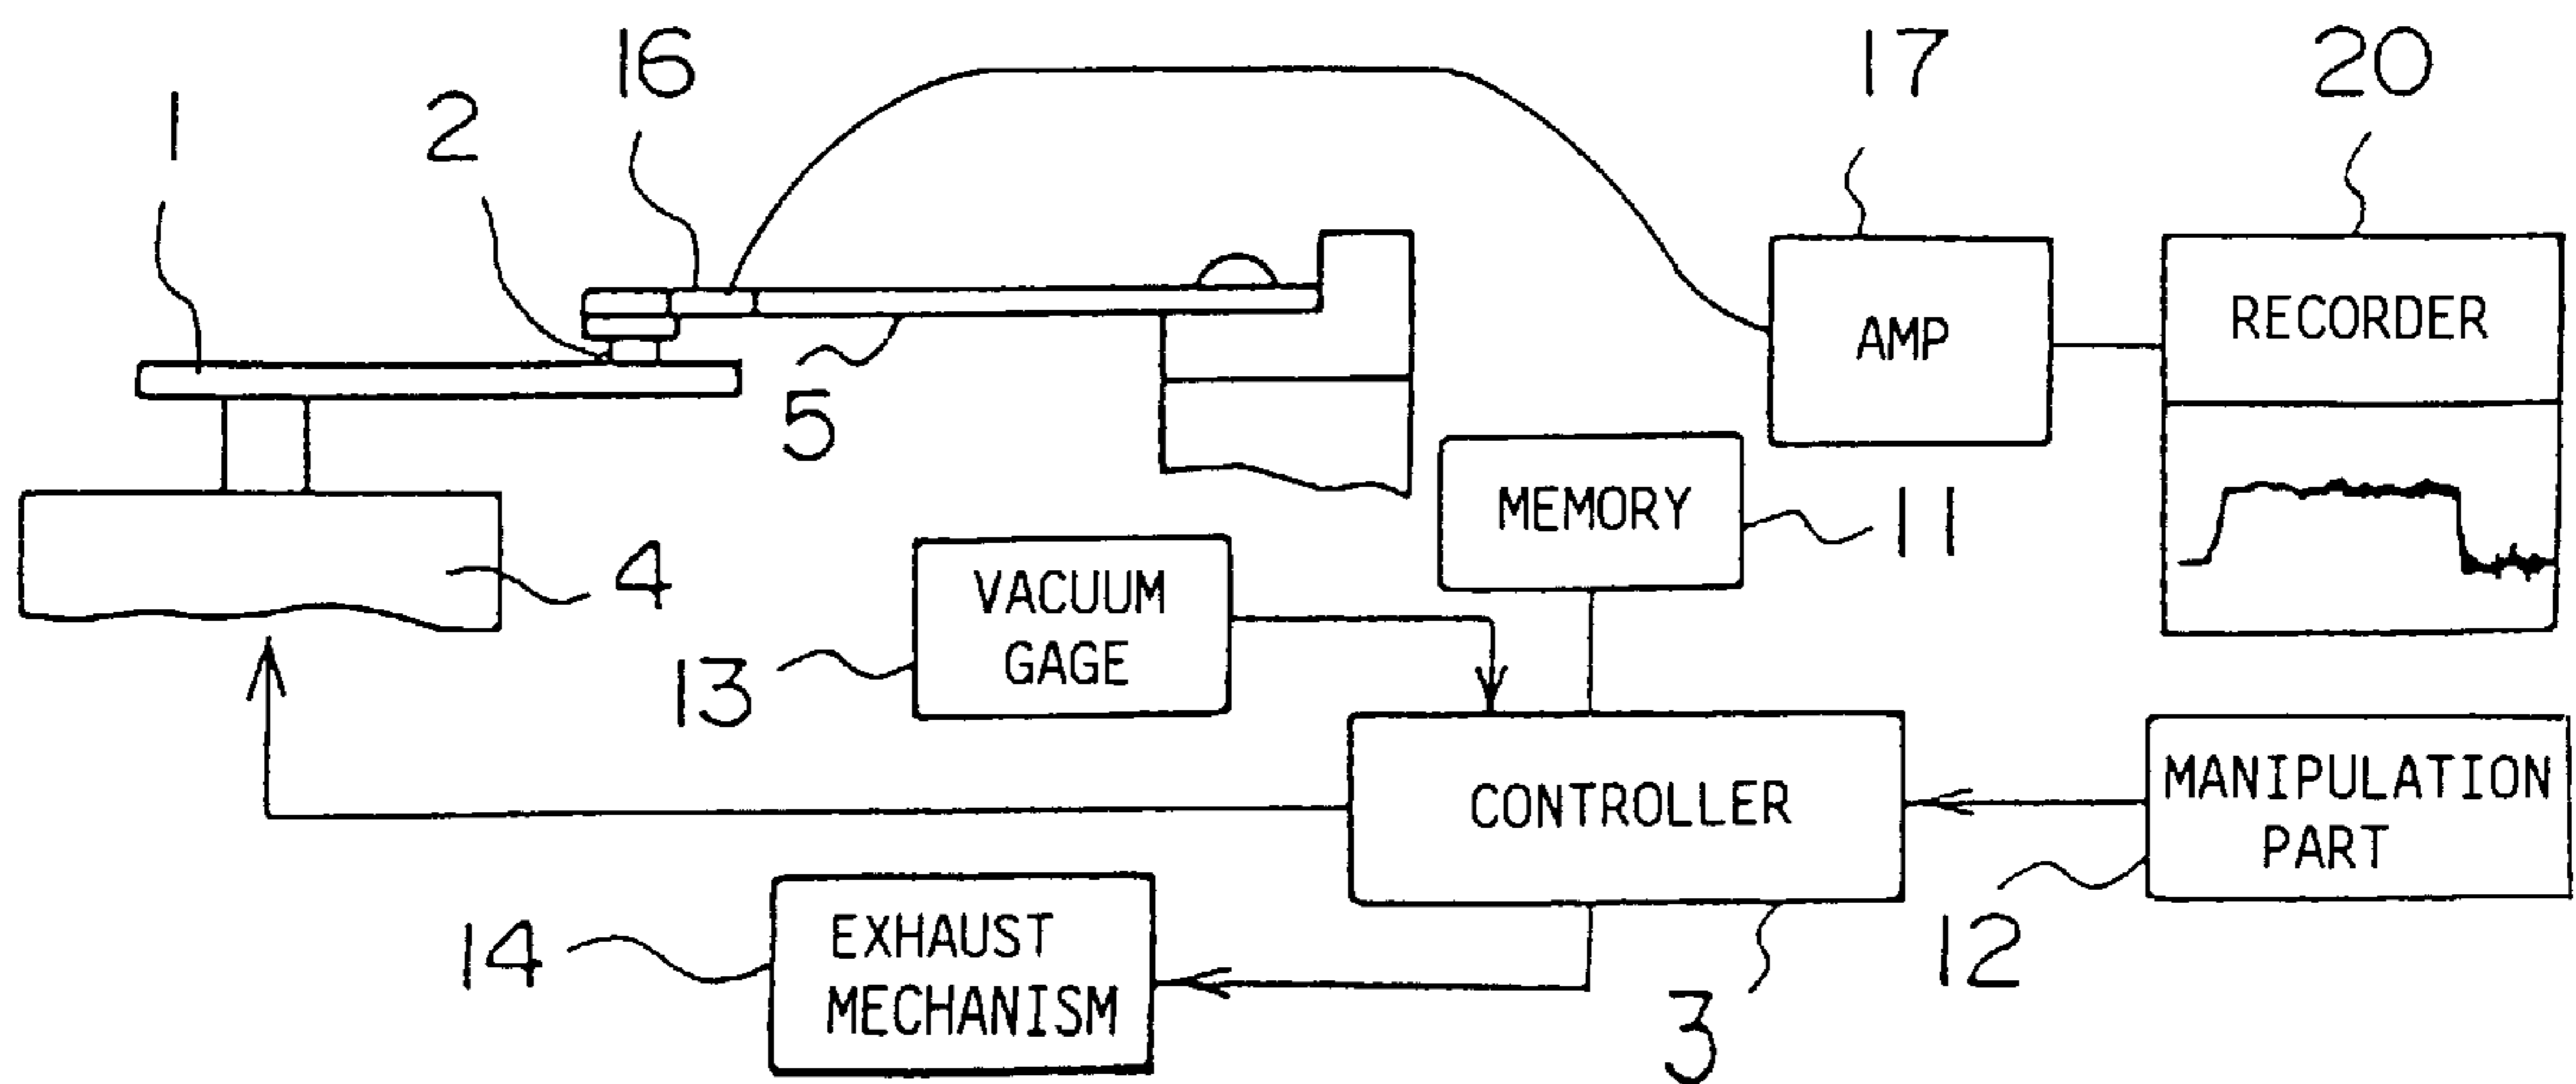 16
17
20
1
2
RECORDER
AMP
5
MEMORY
11
4
VACUUM
GAGE
13
CONTROLLER
MANIPULATION
PART
EXHAUST
MECHANISM
14
12
3